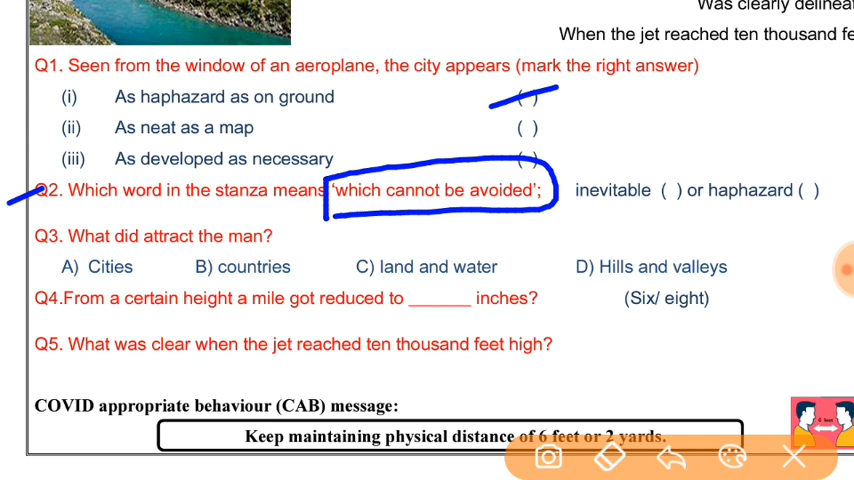 Was clearly delinea
When the jet reached ten thousand fe
Q1. Seen from the window of an aeroplane, the city appears (mark the right answer)
(i) As haphazard as on ground ( )
(ii) As neat as a map ( )
(iii) As developed as necessary ( )
Q2. Which word in the stanza means 'which cannot be avoided'; inevitable ( ) or haphazard ( )
Q3. What did attract the man?
A) Cities B) countries C) land and water D) Hills and valleys
Q4.From a certain height a mile got reduced to _______ inches? (Six/ eight)
Q5. What was clear when the jet reached ten thousand feet high?
COVID appropriate behaviour (CAB) message:
Keep maintaining physical distance of 6 feet or 2 yards.